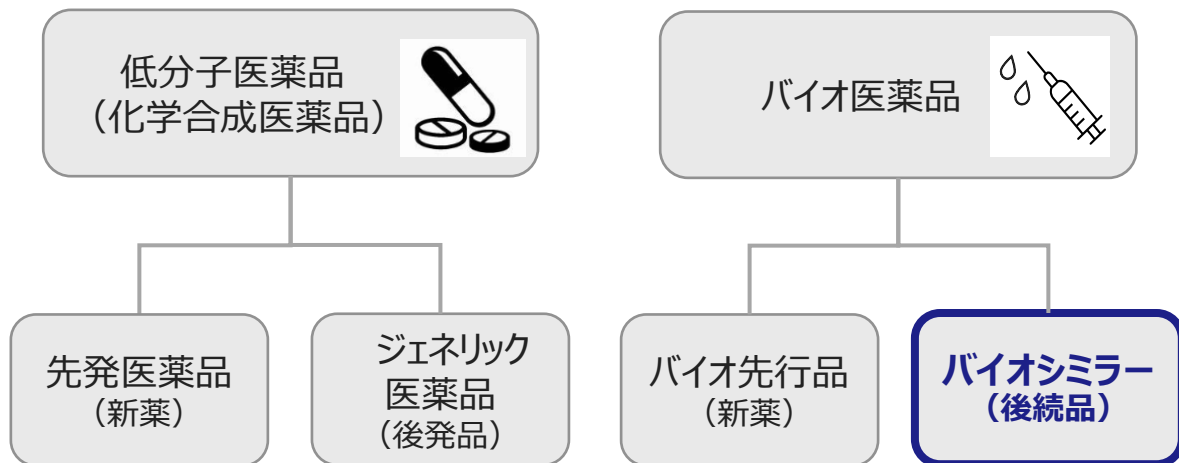 低分子医薬品
（化学合成医薬品）
バイオ医薬品
先発医薬品
（新薬）
ジェネリック
医薬品
（後発品）
バイオ先行品
（新薬）
バイオシミラー
（後続品）